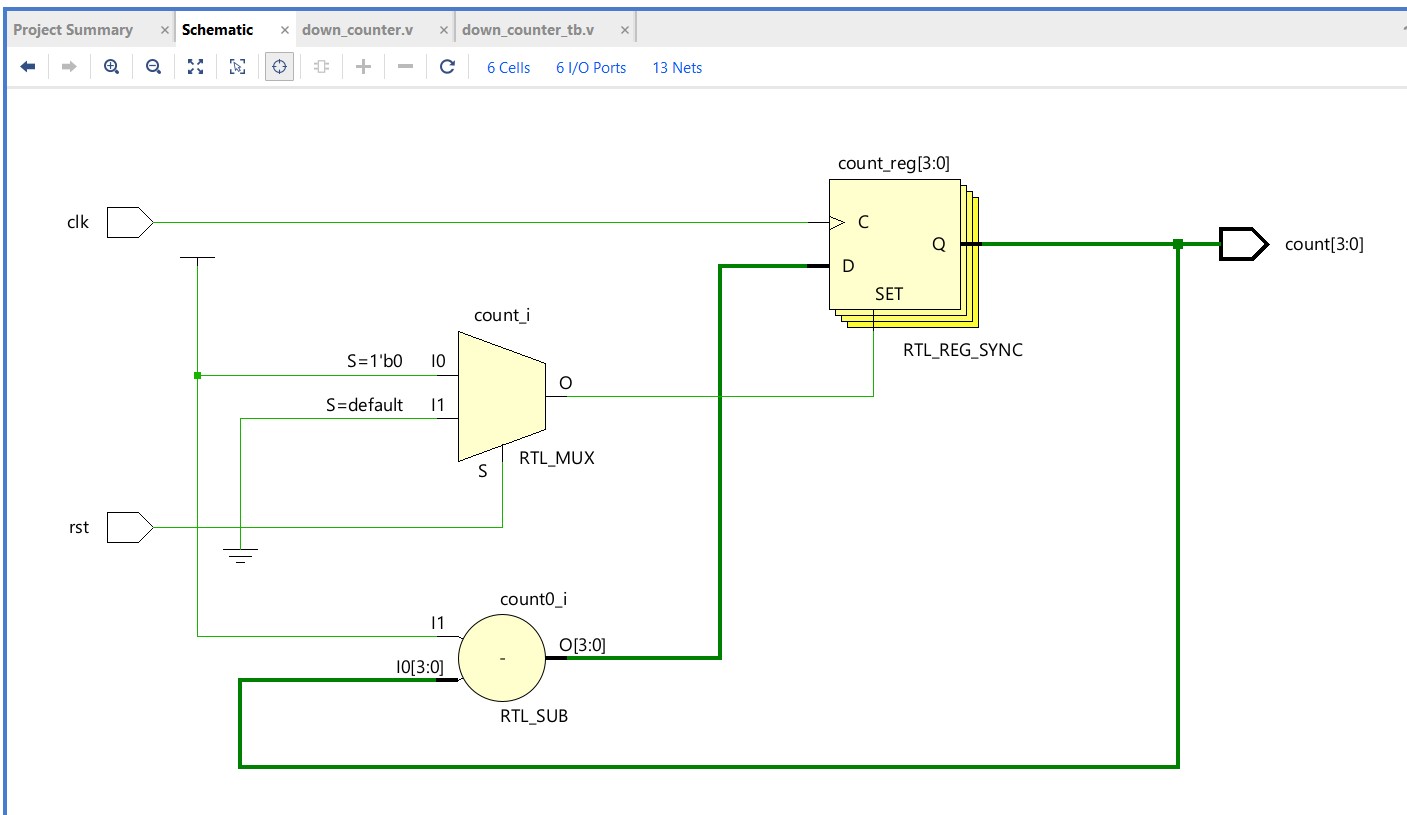 Project Summary × Schematic × down_counter.v × down_counter_tb.v ×
6 Cells 6 I/O Ports 13 Nets
count_reg[3:0]
clk
C
Q
count[3:0]
D
SET
RTL_REG_SYNC
count_i
S=1'b0 I0
O
S=default I1
RTL_MUX
S
rst
count0_i
I1
O[3:0]
I0[3:0]
-
RTL_SUB